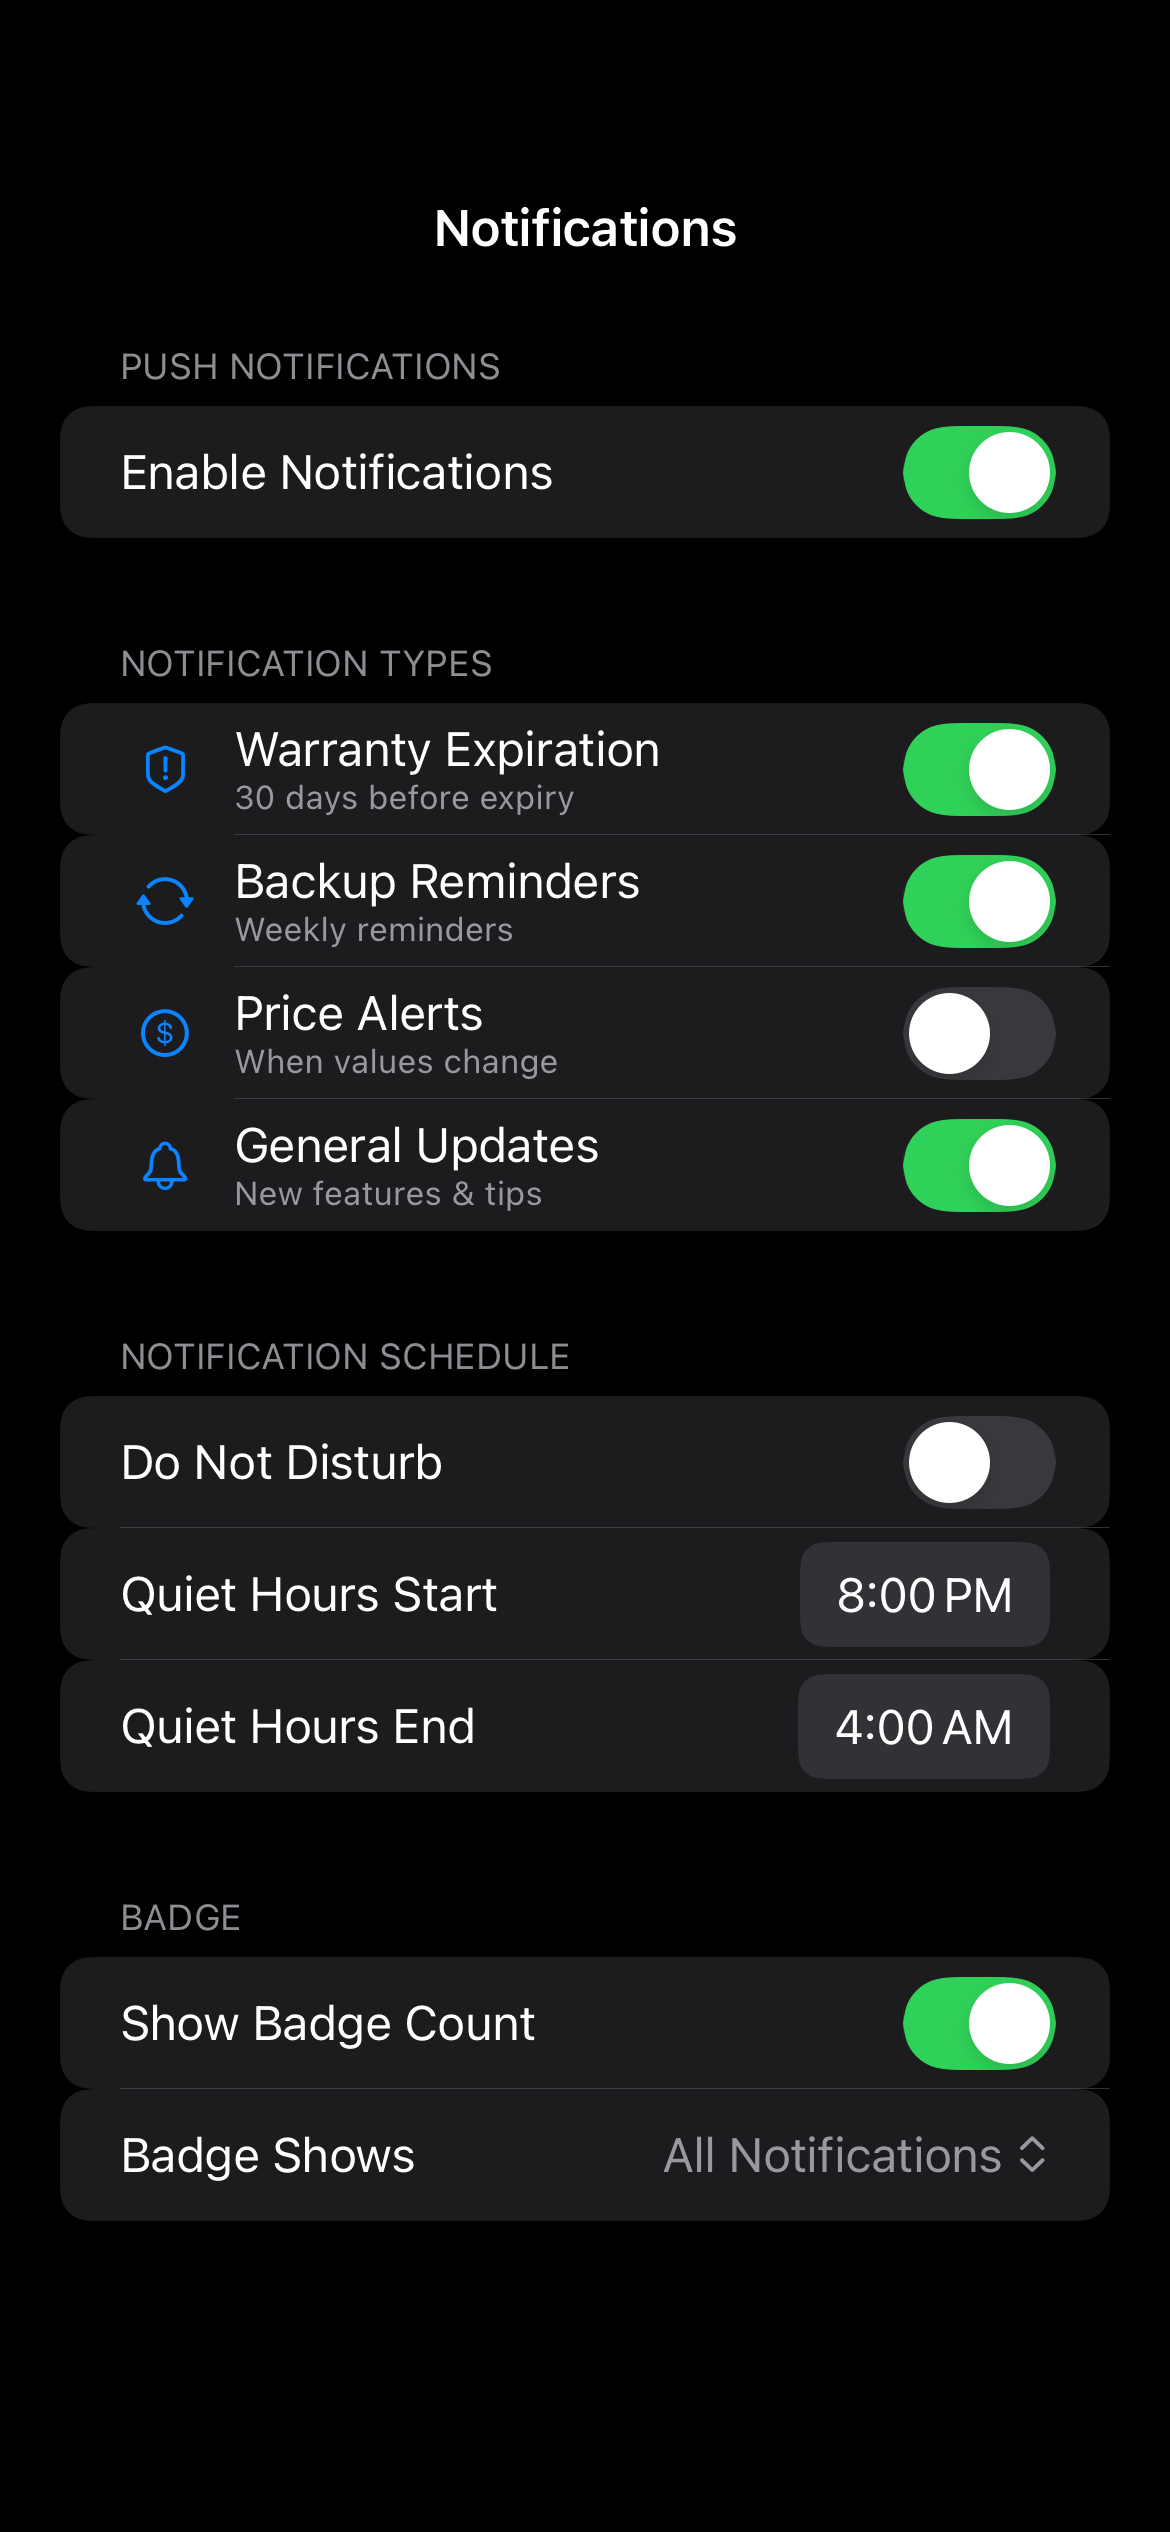 Notifications
PUSH NOTIFICATIONS
Enable Notifications
NOTIFICATION TYPES
Warranty Expiration
30 days before expiry
Backup Reminders
Weekly reminders
$
Price Alerts
When values change
General Updates
New features & tips
NOTIFICATION SCHEDULE
Do Not Disturb
Quiet Hours Start 8:00 PM
Quiet Hours End 4:00 AM
BADGE
Show Badge Count
Badge Shows All Notifications